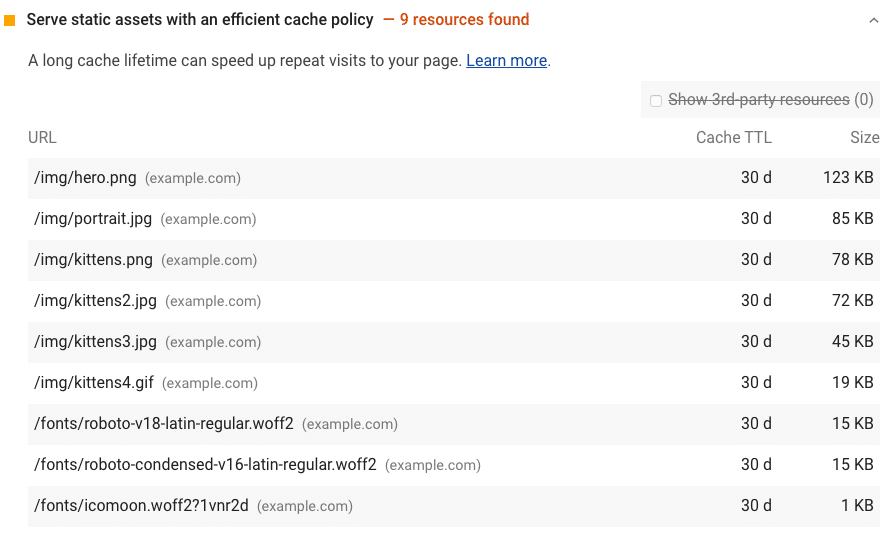 Serve static assets with an efficient cache policy — 9 resources found
A long cache lifetime can speed up repeat visits to your page. Learn more.
Show 3rd-party resources (0)
URL Cache TTL Size
/img/hero.png (example.com) 30 d 123 KB
/img/portrait.jpg (example.com) 30 d 85 KB
/img/kittens.png (example.com) 30 d 78 KB
/img/kittens2.jpg (example.com) 30 d 72 KB
/img/kittens3.jpg (example.com) 30 d 45 KB
/img/kittens4.gif (example.com) 30 d 19 KB
/fonts/roboto-v18-latin-regular.woff2 (example.com) 30 d 15 KB
/fonts/roboto-condensed-v16-latin-regular.woff2 (example.com) 30 d 15 KB
/fonts/icomoon.woff2?1vnr2d (example.com) 30 d 1 KB